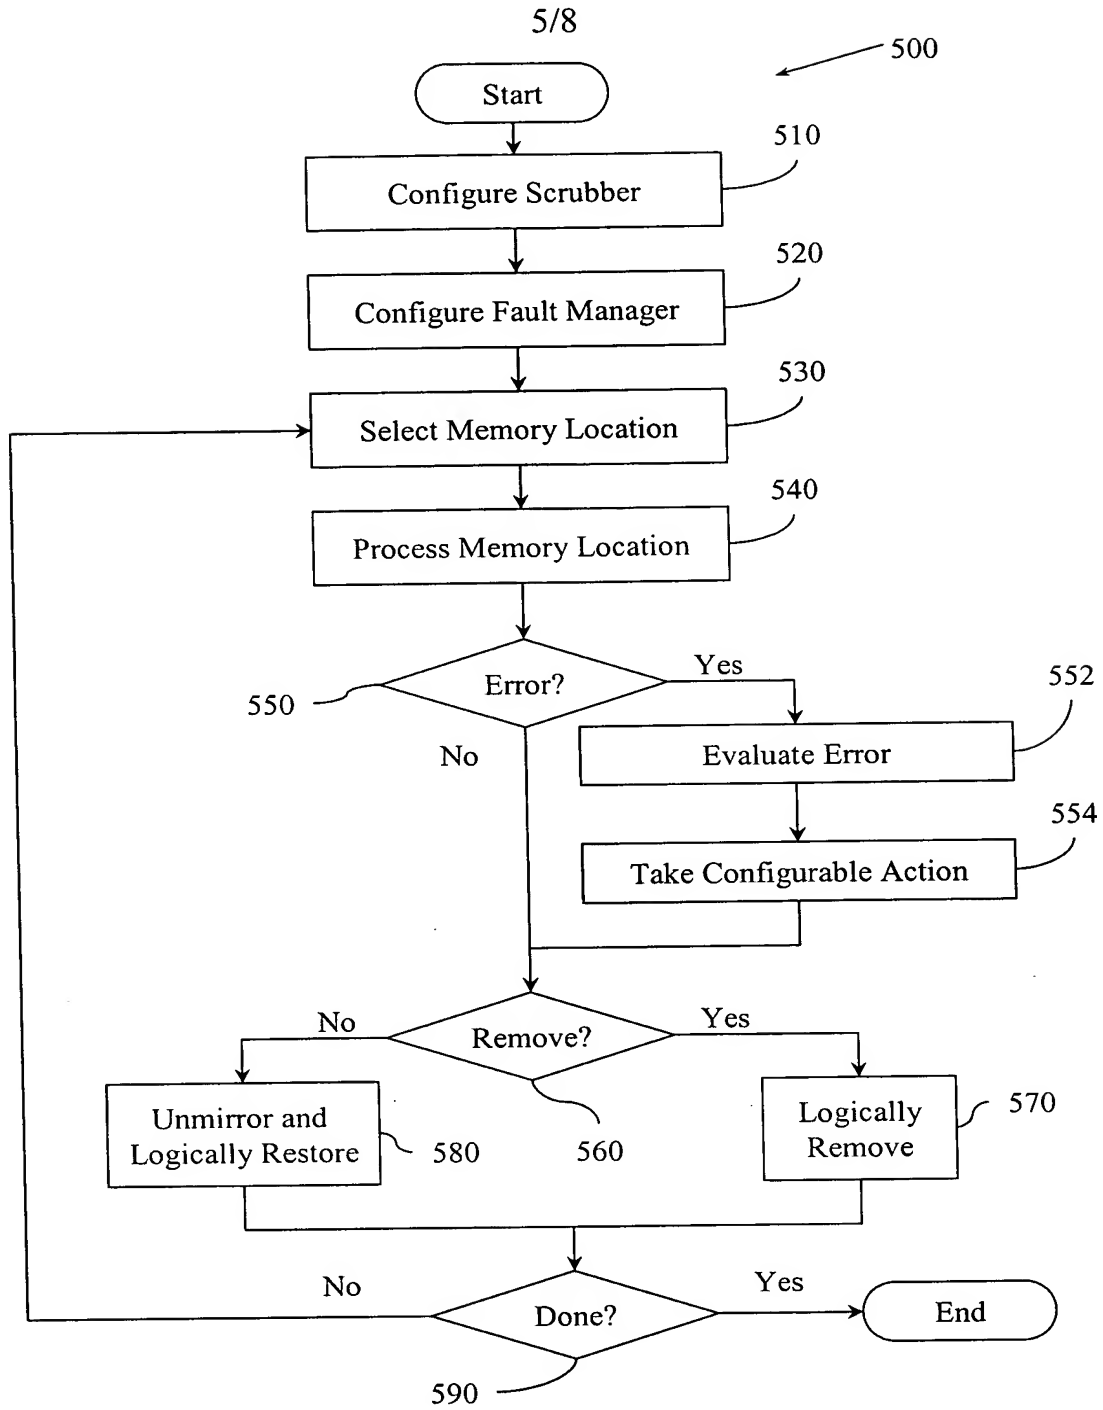 5/8
500
Start
510
Configure Scrubber
520
Configure Fault Manager
530
Select Memory Location
540
Process Memory Location
Yes
Error?
550
552
No
Evaluate Error
554
Take Configurable Action
No
Yes
Remove?
Unmirror and
Logically Restore
580
560
Logically
Remove
570
No
Yes
Done?
End
590